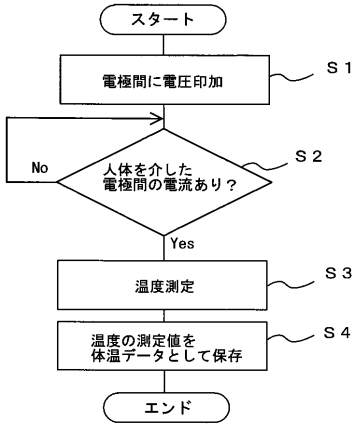 スタート
電極間に電圧印加
S1
人体を介した
電極間の電流あり？
S2
No
Yes
温度測定
S3
温度の測定値を
体温データとして保存
S4
エンド